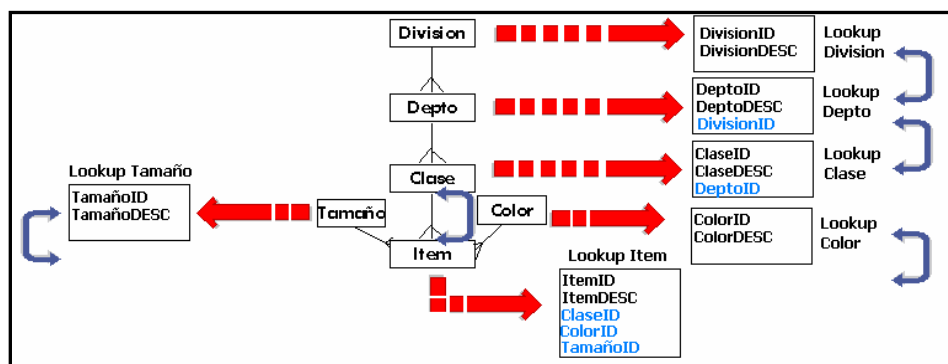 Division
DivisionID
DivisionDESC
Lookup
Division
Depto
DeptoID
DeptoDESC
DivisionID
Lookup
Depto
Clase
ClaseID
ClaseDESC
DeptoID
Lookup
Clase
Lookup Tamaño
TamañoID
TamañoDESC
Tamaño
Color
ColorID
ColorDESC
Lookup
Color
Item
Lookup Item
ItemID
ItemDESC
ClaseID
ColorID
TamañoID